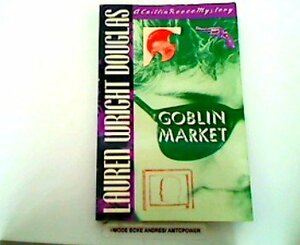 A Caitlin Reece Mystery
LAUREN WRIGHT DOUGLAS
GOBLIN
MARKET